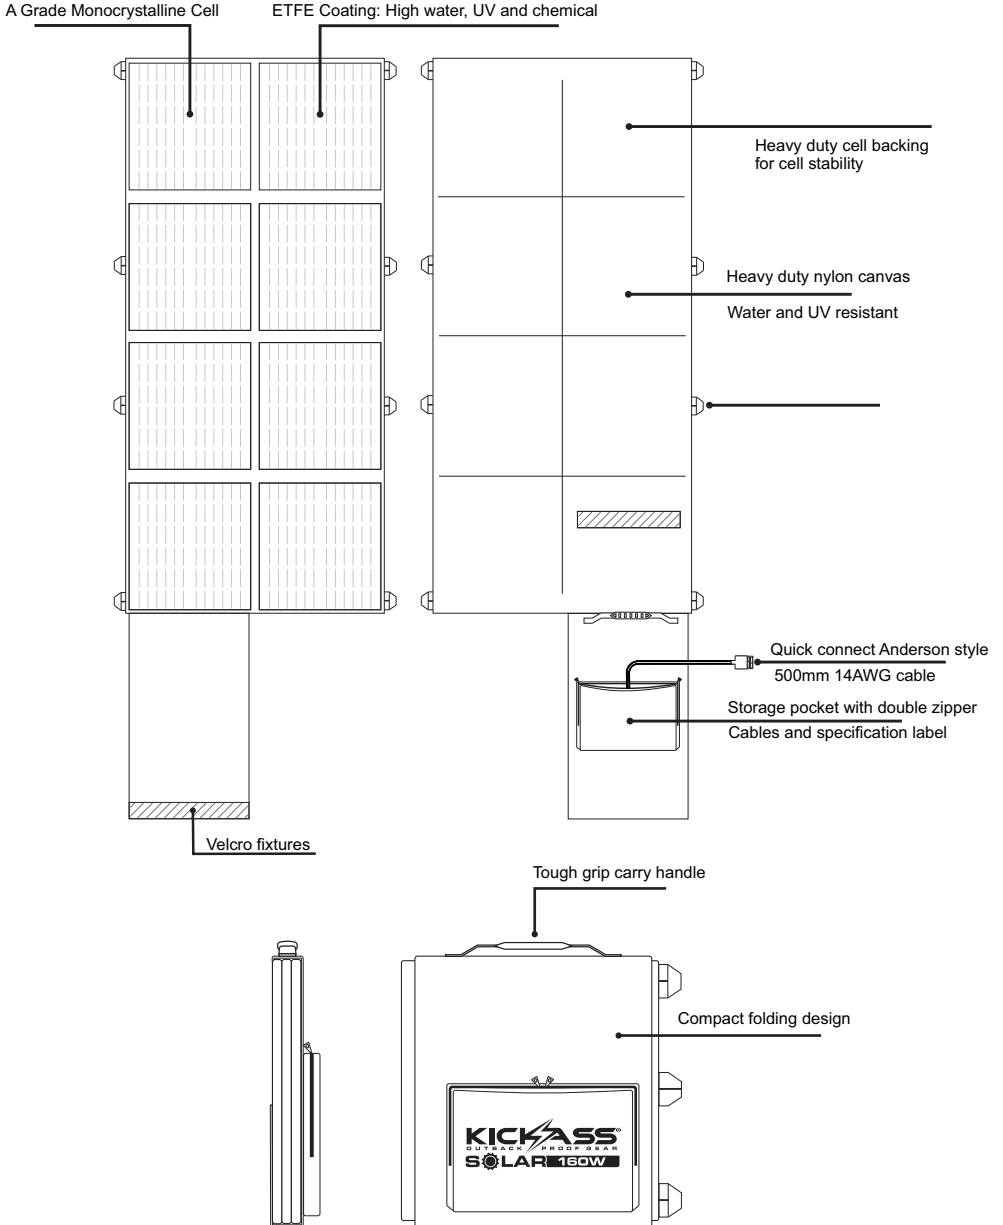 A Grade Monocrystalline Cell
ETFE Coating: High water, UV and chemical
Heavy duty cell backing
for cell stability
Heavy duty nylon canvas
Water and UV resistant
Quick connect Anderson style
500mm 14AWG cable
Storage pocket with double zipper
Cables and specification label
Velcro fixtures
Tough grip carry handle
Compact folding design
KICKASS®
OUTBACK PROOF GEAR
SOLAR 160W